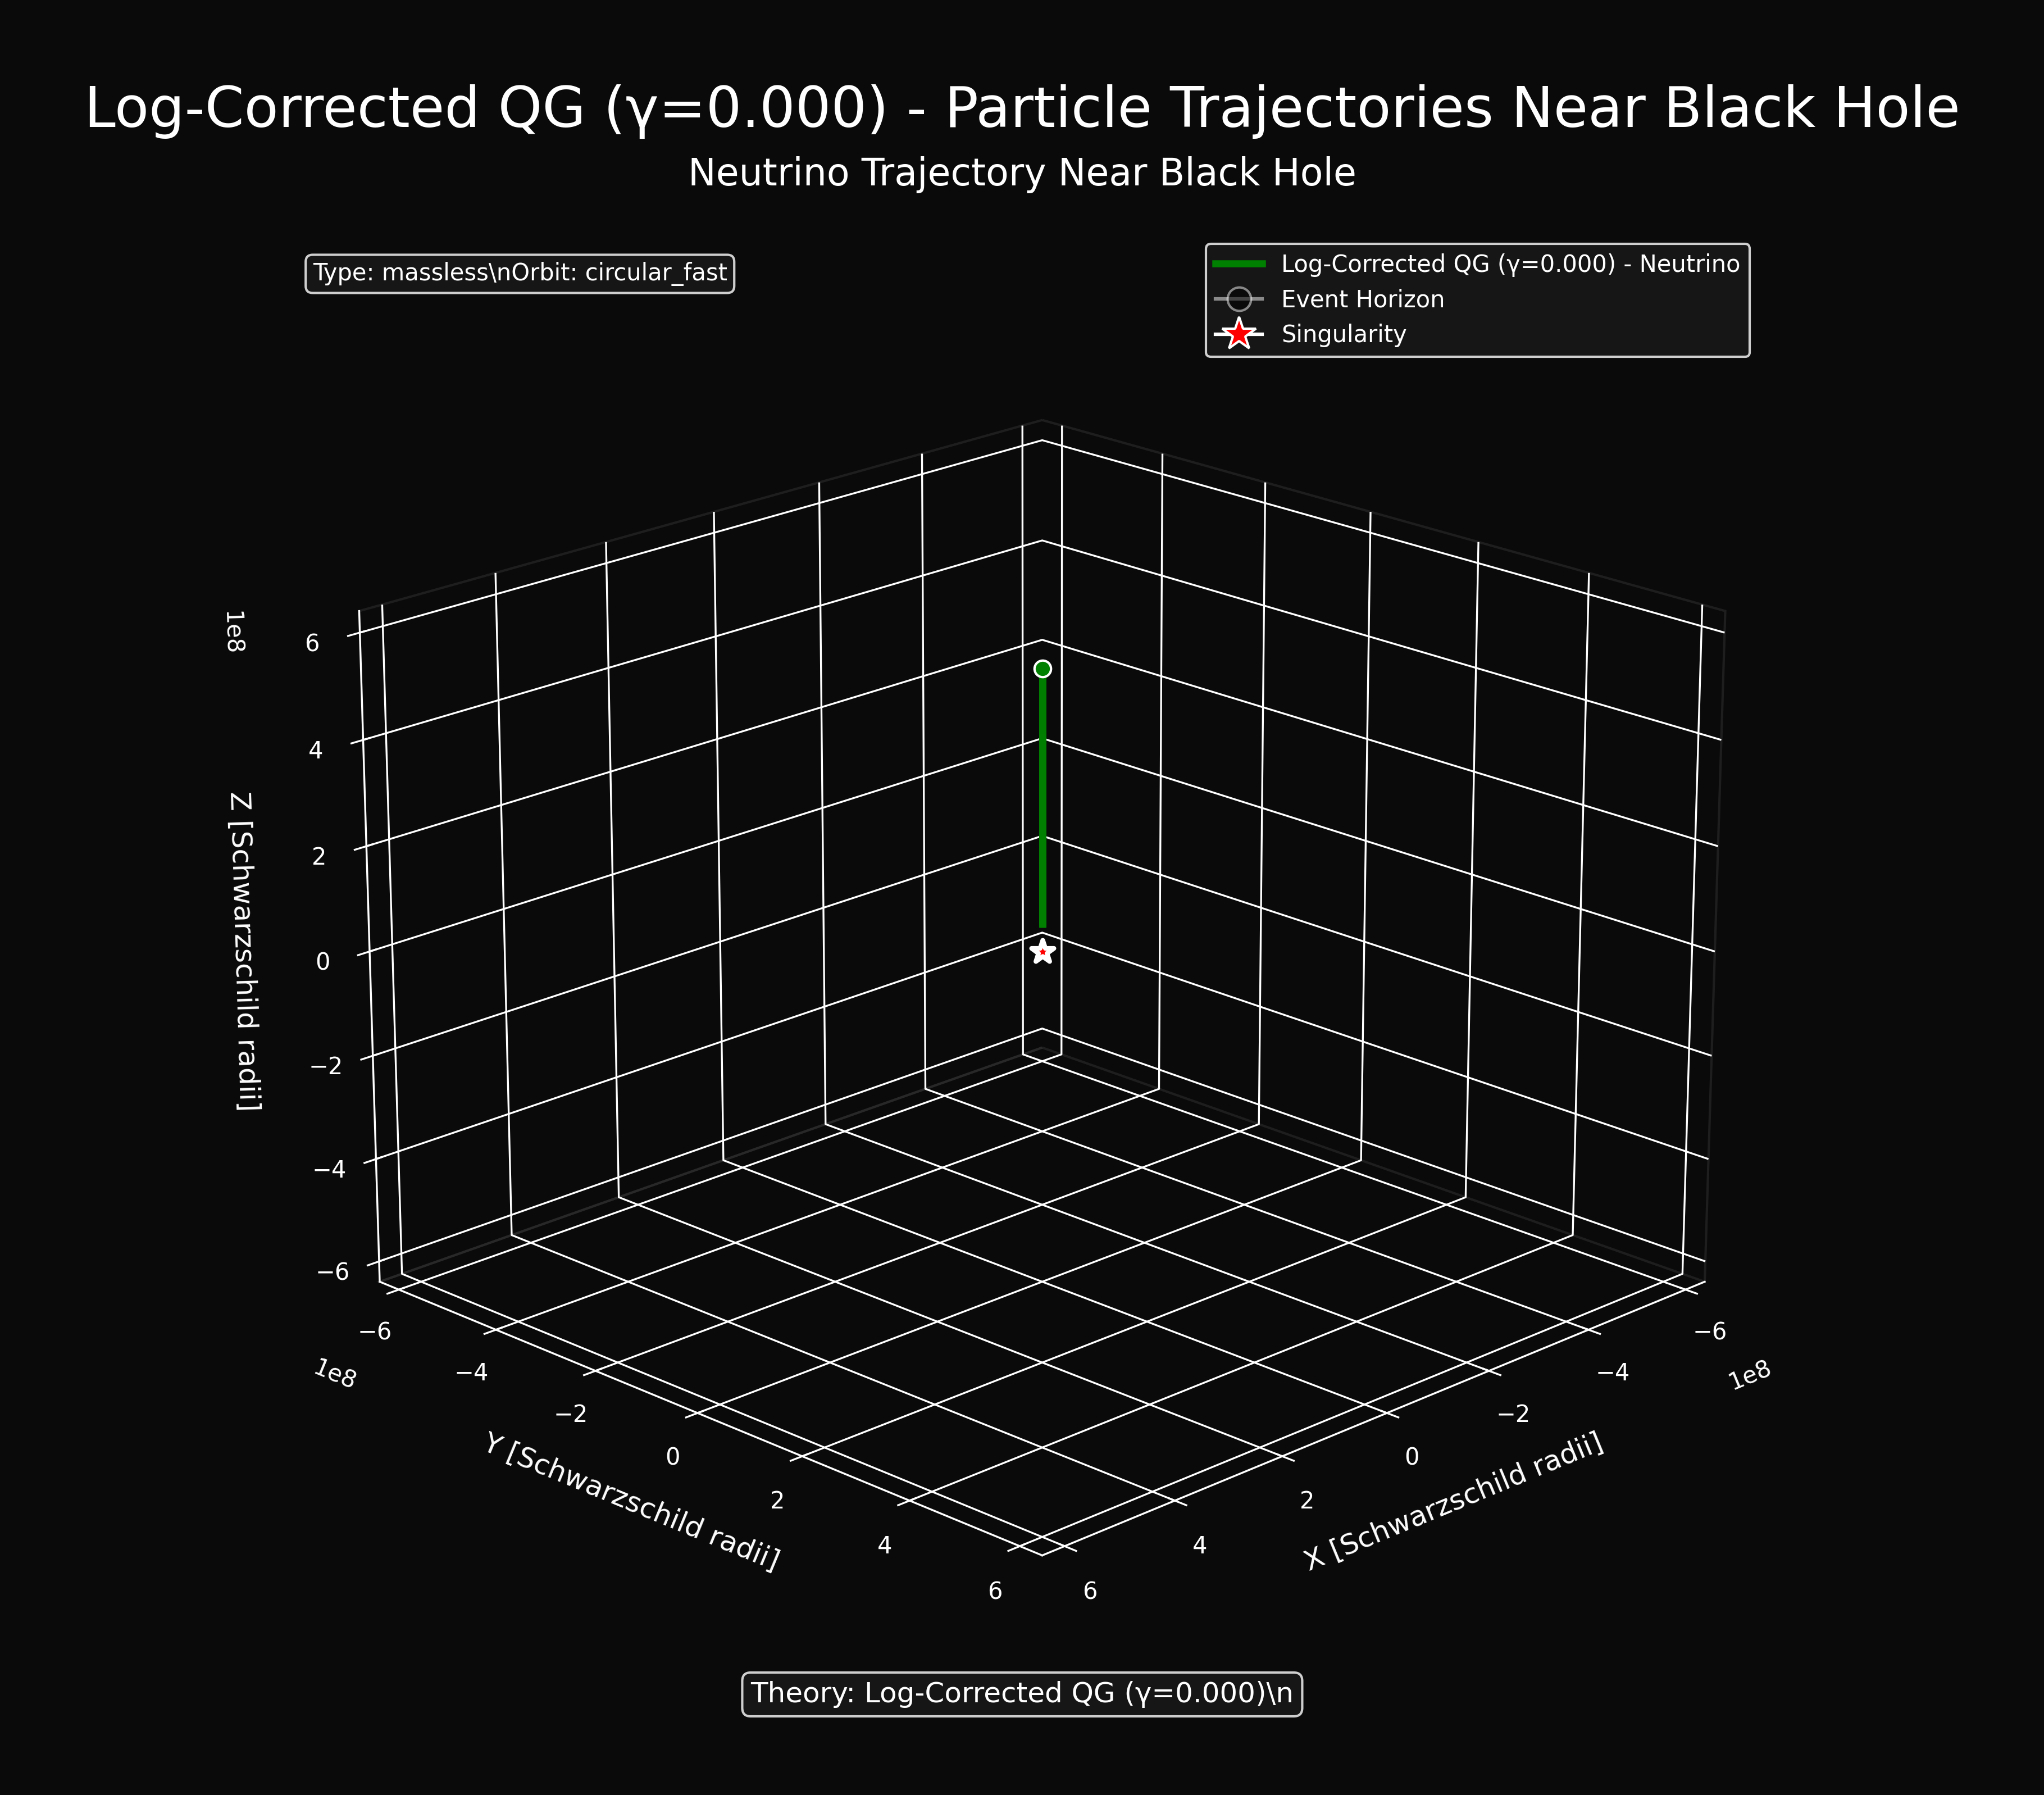 Log-Corrected QG (γ=0.000) - Particle Trajectories Near Black Hole
Neutrino Trajectory Near Black Hole
Type: massless\nOrbit: circular_fast
Log-Corrected QG (γ=0.000) - Neutrino
Event Horizon
Singularity
1e8
6
4
2
0
−2
−4
−6
Z [Schwarzschild radii]
−6
−4
−2
0
2
4
6
1e8
Y [Schwarzschild radii]
6
4
2
0
−2
−4
−6
1e8
X [Schwarzschild radii]
Theory: Log-Corrected QG (γ=0.000)\n